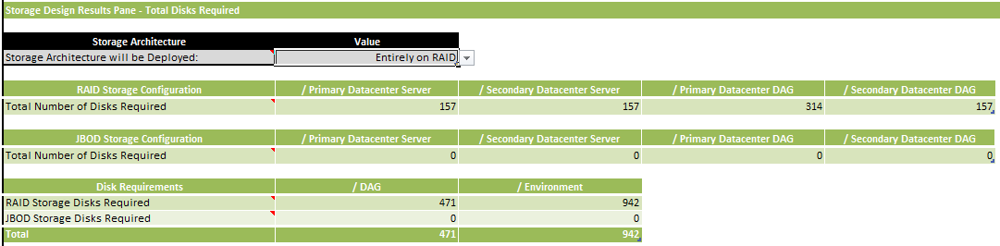 Storage Design Results Pane - Total Disks Required
Storage Architecture Value
Storage Architecture will be Deployed: Entirely on RAID
RAID Storage Configuration / Primary Datacenter Server / Secondary Datacenter Server / Primary Datacenter DAG / Secondary Datacenter DAG
Total Number of Disks Required 157 157 314 157
JBOD Storage Configuration / Primary Datacenter Server / Secondary Datacenter Server / Primary Datacenter DAG / Secondary Datacenter DAG
Total Number of Disks Required 0 0 0 0
Disk Requirements / DAG / Environment
RAID Storage Disks Required 471 942
JBOD Storage Disks Required 0 0
Total 471 942